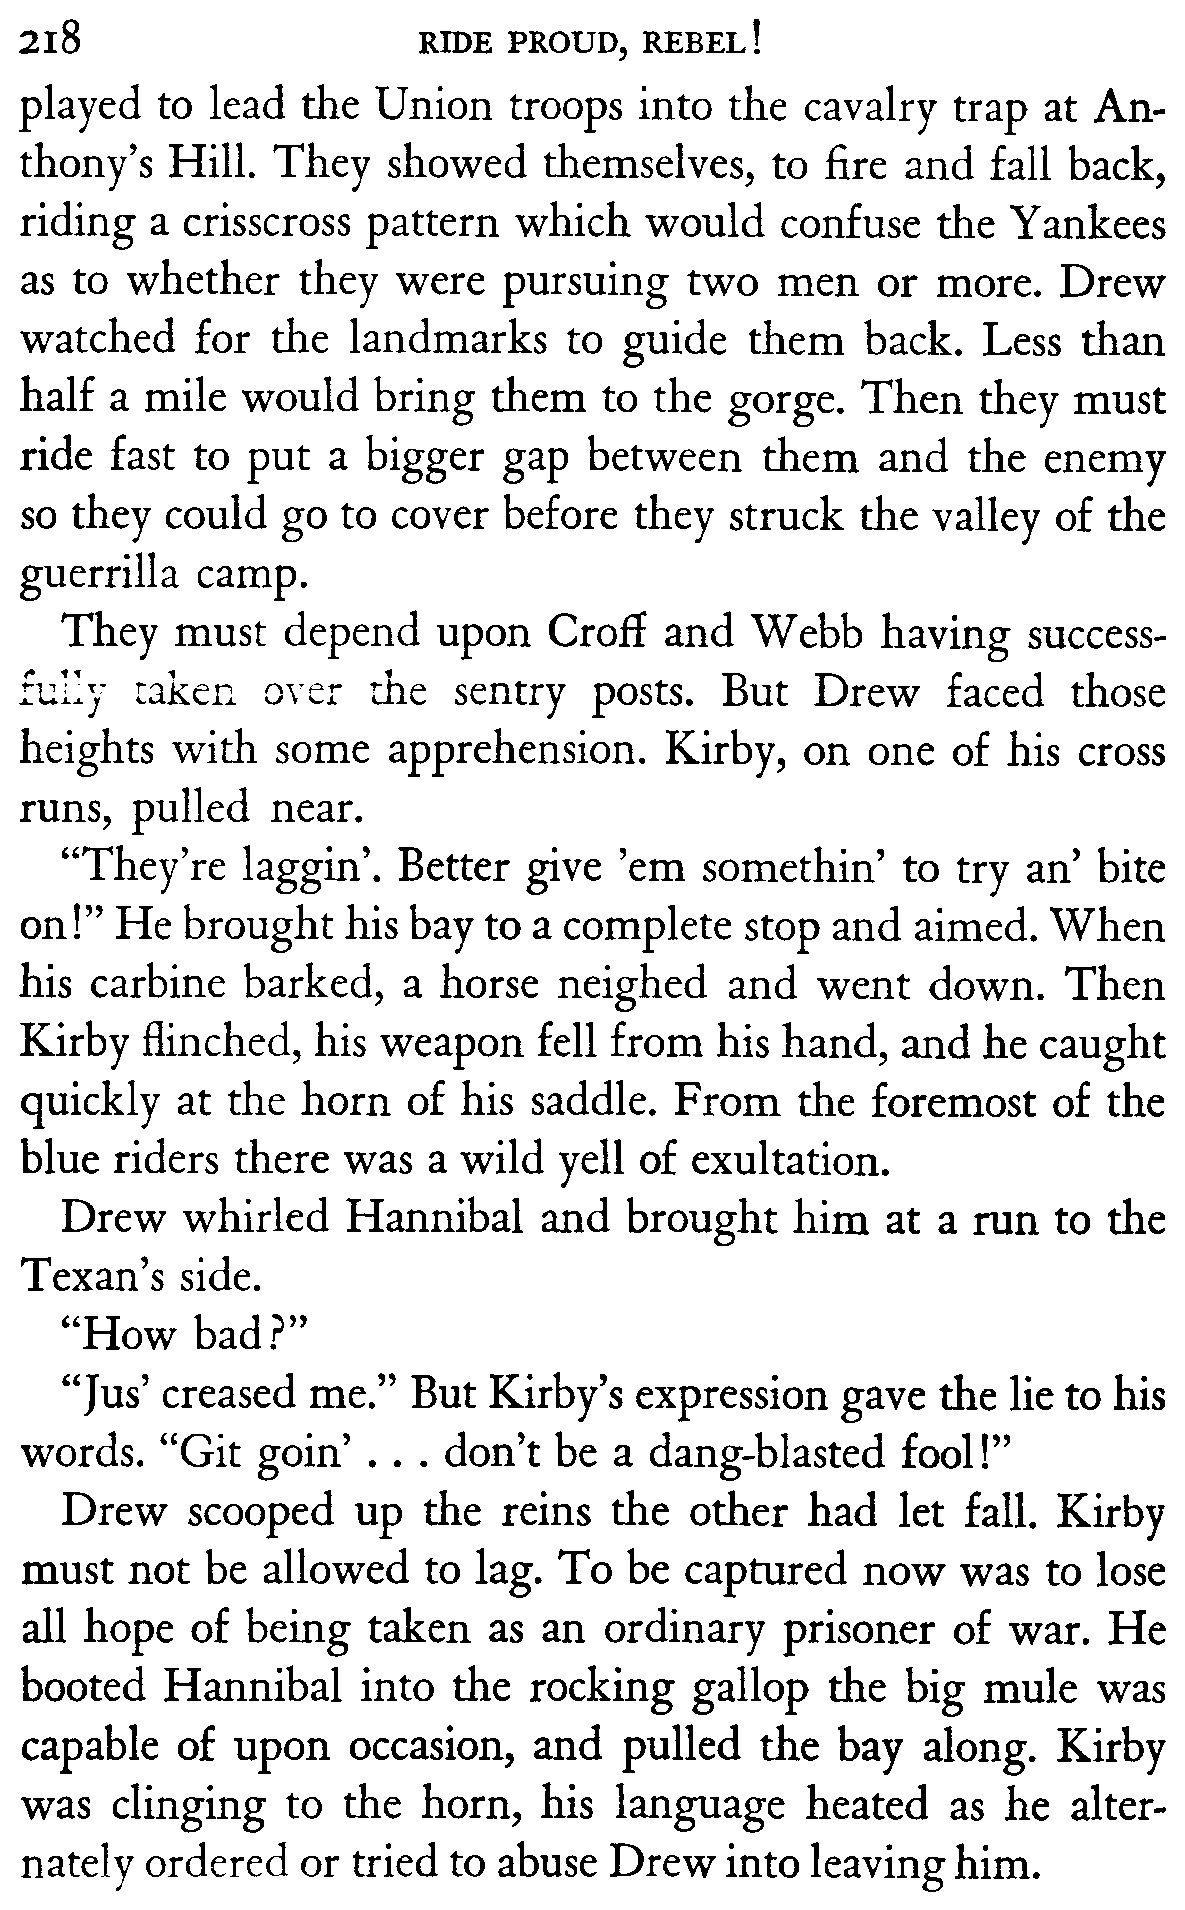 218 RIDE PROUD, REBEL!
played to lead the Union troops into the cavalry trap at An-
thony's Hill. They showed themselves, to fire and fall back,
riding a crisscross pattern which would confuse the Yankees
as to whether they were pursuing two men or more. Drew
watched for the landmarks to guide them back. Less than
half a mile would bring them to the gorge. Then they must
ride fast to put a bigger gap between them and the enemy
so they could go to cover before they struck the valley of the
guerrilla camp.
They must depend upon Croff and Webb having success-
fully taken over the sentry posts. But Drew faced those
heights with some apprehension. Kirby, on one of his cross
runs, pulled near.
“They’re laggin’. Better give ’em somethin’ to try an’ bite
on!” He brought his bay to a complete stop and aimed. When
his carbine barked, a horse neighed and went down. Then
Kirby flinched, his weapon fell from his hand, and he caught
quickly at the horn of his saddle. From the foremost of the
blue riders there was a wild yell of exultation.
Drew whirled Hannibal and brought him at a run to the
Texan’s side.
“How bad?”
“Jus’ creased me.” But Kirby’s expression gave the lie to his
words. “Git goin’ . . . don’t be a dang-blasted fool!”
Drew scooped up the reins the other had let fall. Kirby
must not be allowed to lag. To be captured now was to lose
all hope of being taken as an ordinary prisoner of war. He
booted Hannibal into the rocking gallop the big mule was
capable of upon occasion, and pulled the bay along. Kirby
was clinging to the horn, his language heated as he alter-
nately ordered or tried to abuse Drew into leaving him.